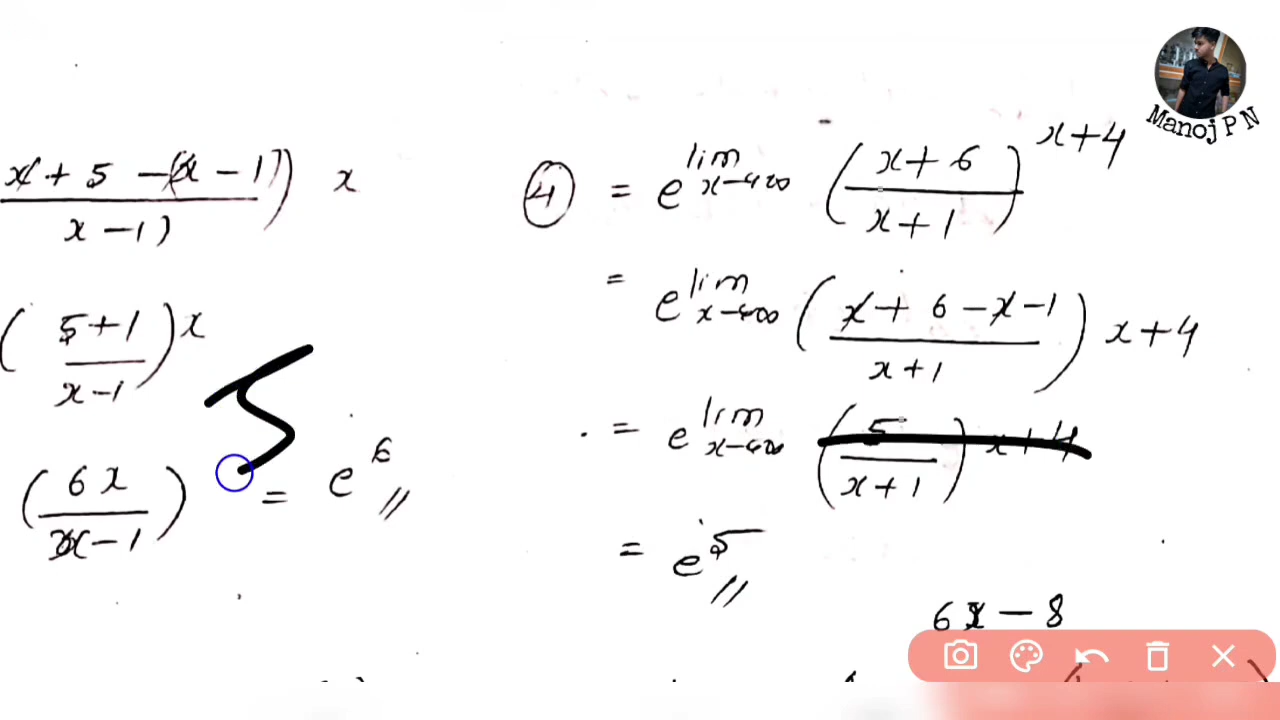 Manoj P N
x + 5 - (x - 1)) x
x - 1)
( 5 + 1 ) x
x - 1
( 6x )
x - 1
= e^6 //
④ = e^lim x→∞ ( x + 6 ) x + 4
x + 1
= e^lim x→∞ ( x + 6 - x - 1 ) x + 4
x + 1
= e^lim x→∞ ( 5 ) x + 4
x + 1
= e^5 //
6x - 8